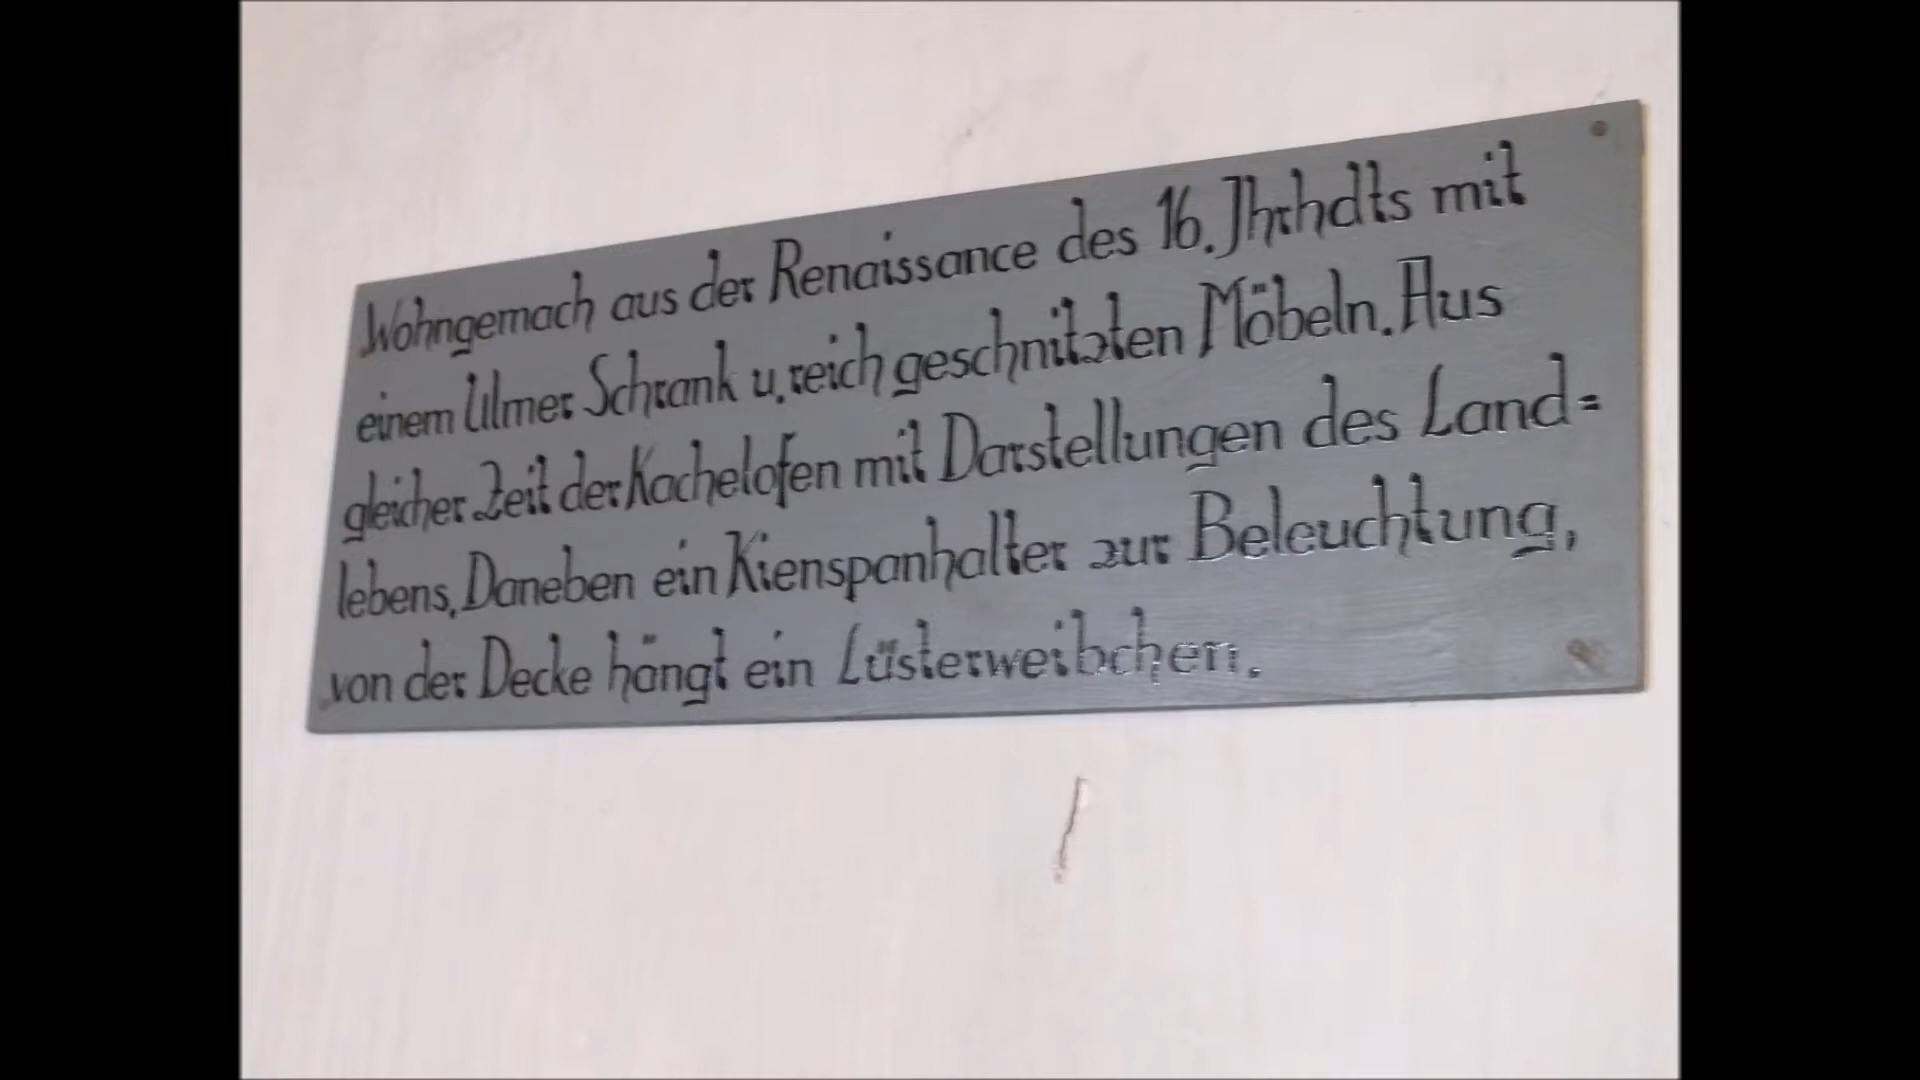 Wohngemach aus der Renaissance des 16. Jhrhdts mit
einem Ulmer Schrank u. reich geschnitzten Möbeln. Aus
gleicher Zeit der Kachelofen mit Darstellungen des Land=
lebens. Daneben ein Kienspanhalter zur Beleuchtung,
von der Decke hängt ein Lüsterweibchen.